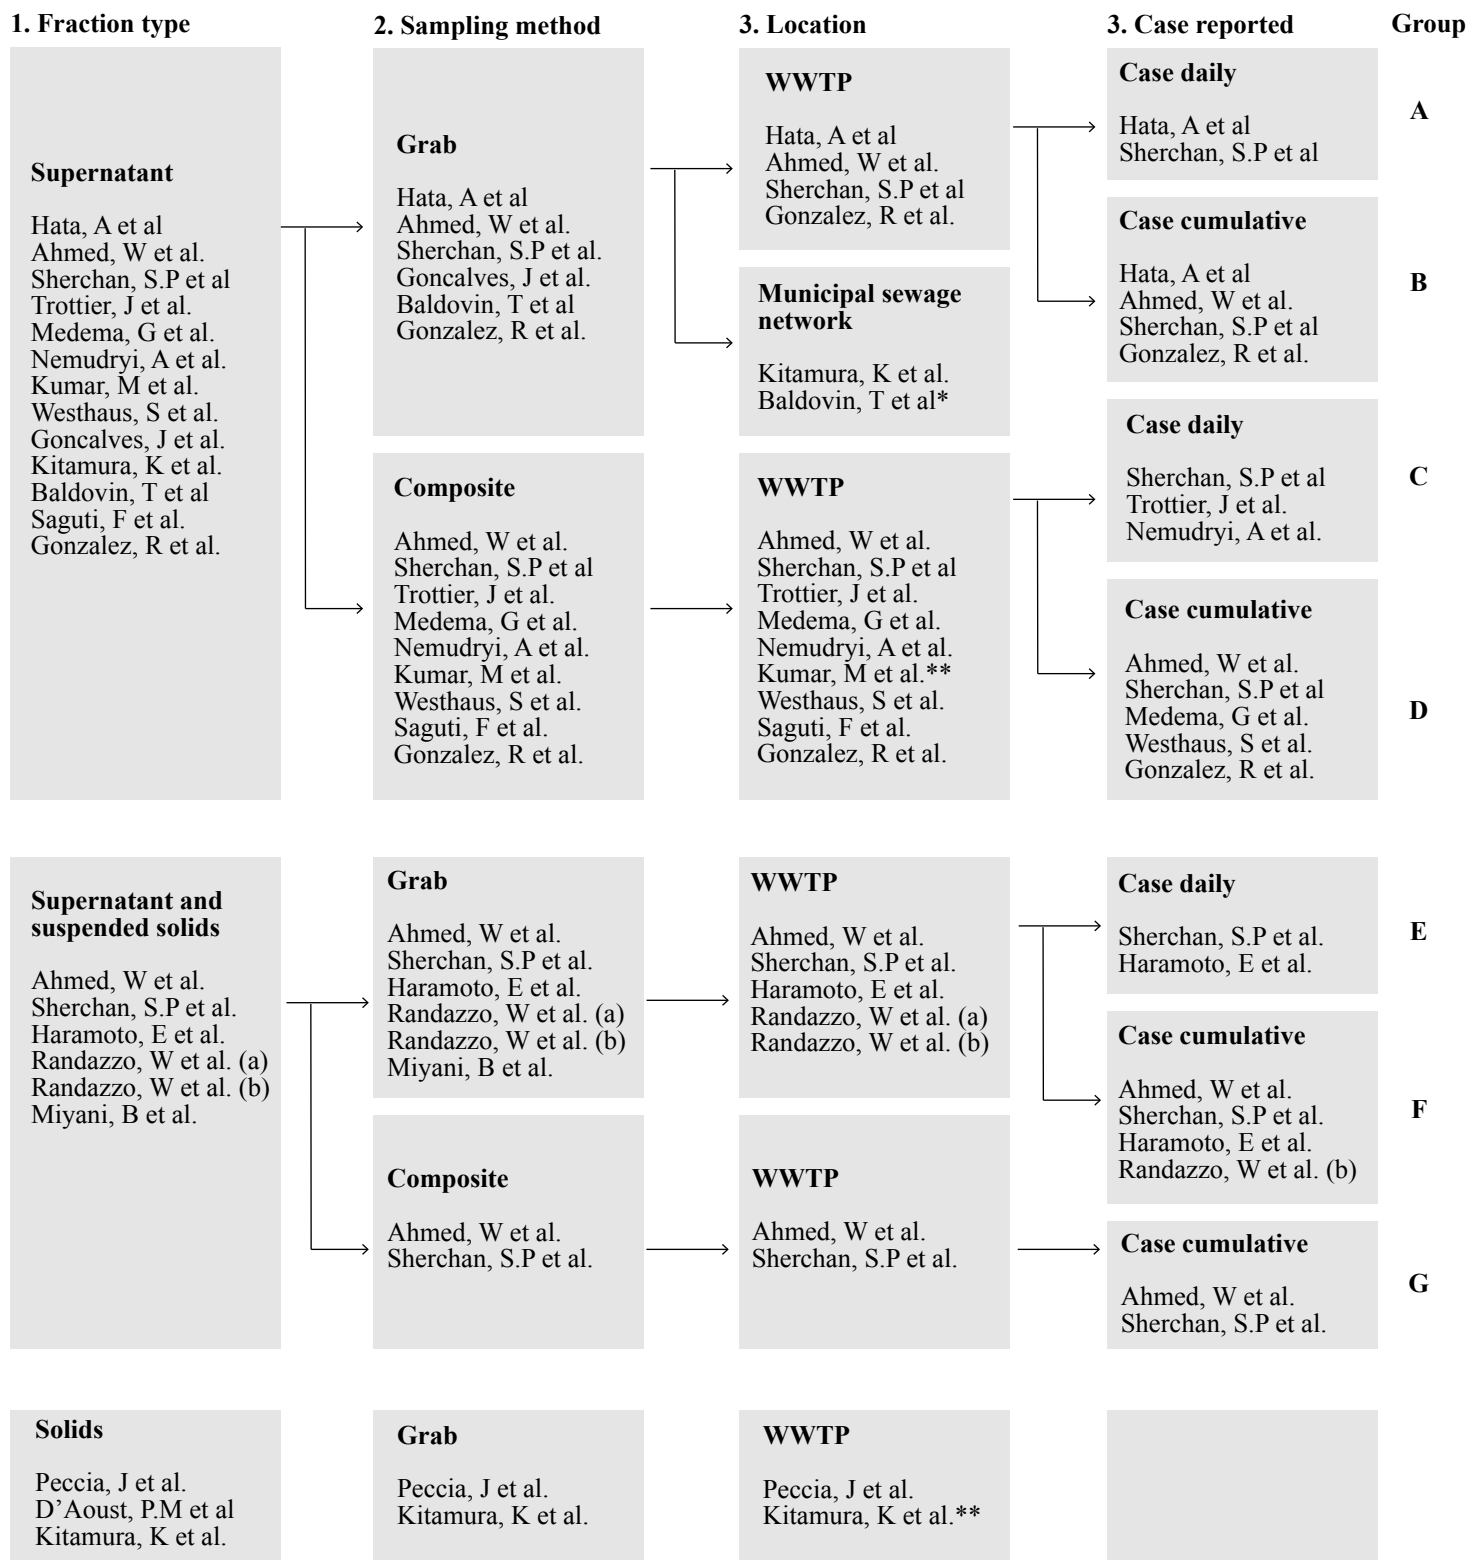 1. Fraction type
2. Sampling method
3. Location
3. Case reported
Group
Supernatant
Hata, A et al
Ahmed, W et al.
Sherchan, S.P et al
Trottier, J et al.
Medema, G et al.
Nemudryi, A et al.
Kumar, M et al.
Westhaus, S et al.
Goncalves, J et al.
Kitamura, K et al.
Baldovin, T et al
Saguti, F et al.
Gonzalez, R et al.
Grab
Hata, A et al
Ahmed, W et al.
Sherchan, S.P et al.
Goncalves, J et al.
Baldovin, T et al
Gonzalez, R et al.
WWTP
Hata, A et al
Ahmed, W et al.
Sherchan, S.P et al
Gonzalez, R et al.
Case daily
Hata, A et al
Sherchan, S.P et al
A
Case cumulative
Hata, A et al
Ahmed, W et al.
Sherchan, S.P et al
Gonzalez, R et al.
B
Municipal sewage
network
Kitamura, K et al.
Baldovin, T et al*
Composite
Ahmed, W et al.
Sherchan, S.P et al
Trottier, J et al.
Medema, G et al.
Nemudryi, A et al.
Kumar, M et al.
Westhaus, S et al.
Saguti, F et al.
Gonzalez, R et al.
WWTP
Ahmed, W et al.
Sherchan, S.P et al
Trottier, J et al.
Medema, G et al.
Nemudryi, A et al.
Kumar, M et al.**
Westhaus, S et al.
Saguti, F et al.
Gonzalez, R et al.
Case daily
Sherchan, S.P et al
Trottier, J et al.
Nemudryi, A et al.
C
Case cumulative
Ahmed, W et al.
Sherchan, S.P et al
Medema, G et al.
Westhaus, S et al.
Gonzalez, R et al.
D
Supernatant and
suspended solids
Ahmed, W et al.
Sherchan, S.P et al.
Haramoto, E et al.
Randazzo, W et al. (a)
Randazzo, W et al. (b)
Miyani, B et al.
Grab
Ahmed, W et al.
Sherchan, S.P et al.
Haramoto, E et al.
Randazzo, W et al. (a)
Randazzo, W et al. (b)
Miyani, B et al.
WWTP
Ahmed, W et al.
Sherchan, S.P et al.
Haramoto, E et al.
Randazzo, W et al. (a)
Randazzo, W et al. (b)
Case daily
Sherchan, S.P et al.
Haramoto, E et al.
E
Case cumulative
Ahmed, W et al.
Sherchan, S.P et al.
Haramoto, E et al.
Randazzo, W et al. (b)
F
Composite
Ahmed, W et al.
Sherchan, S.P et al.
WWTP
Ahmed, W et al.
Sherchan, S.P et al.
Case cumulative
Ahmed, W et al.
Sherchan, S.P et al.
G
Solids
Peccia, J et al.
D’Aoust, P.M et al
Kitamura, K et al.
Grab
Peccia, J et al.
Kitamura, K et al.
WWTP
Peccia, J et al.
Kitamura, K et al.**